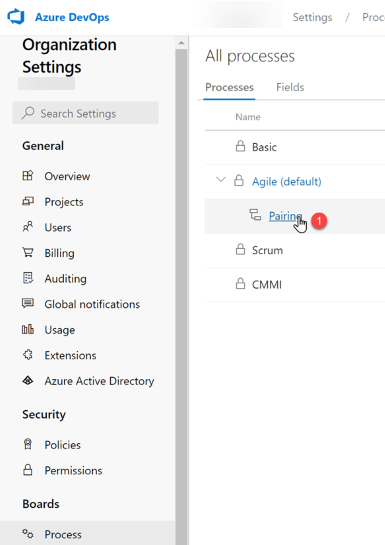 Azure DevOps
Settings / Proc
Organization
Settings
Search Settings
General
Overview
Projects
Users
Billing
Auditing
Global notifications
Usage
Extensions
Azure Active Directory
Security
Policies
Permissions
Boards
Process
All processes
Processes Fields
Name
Basic
Agile (default)
Pairing
1
Scrum
CMMI